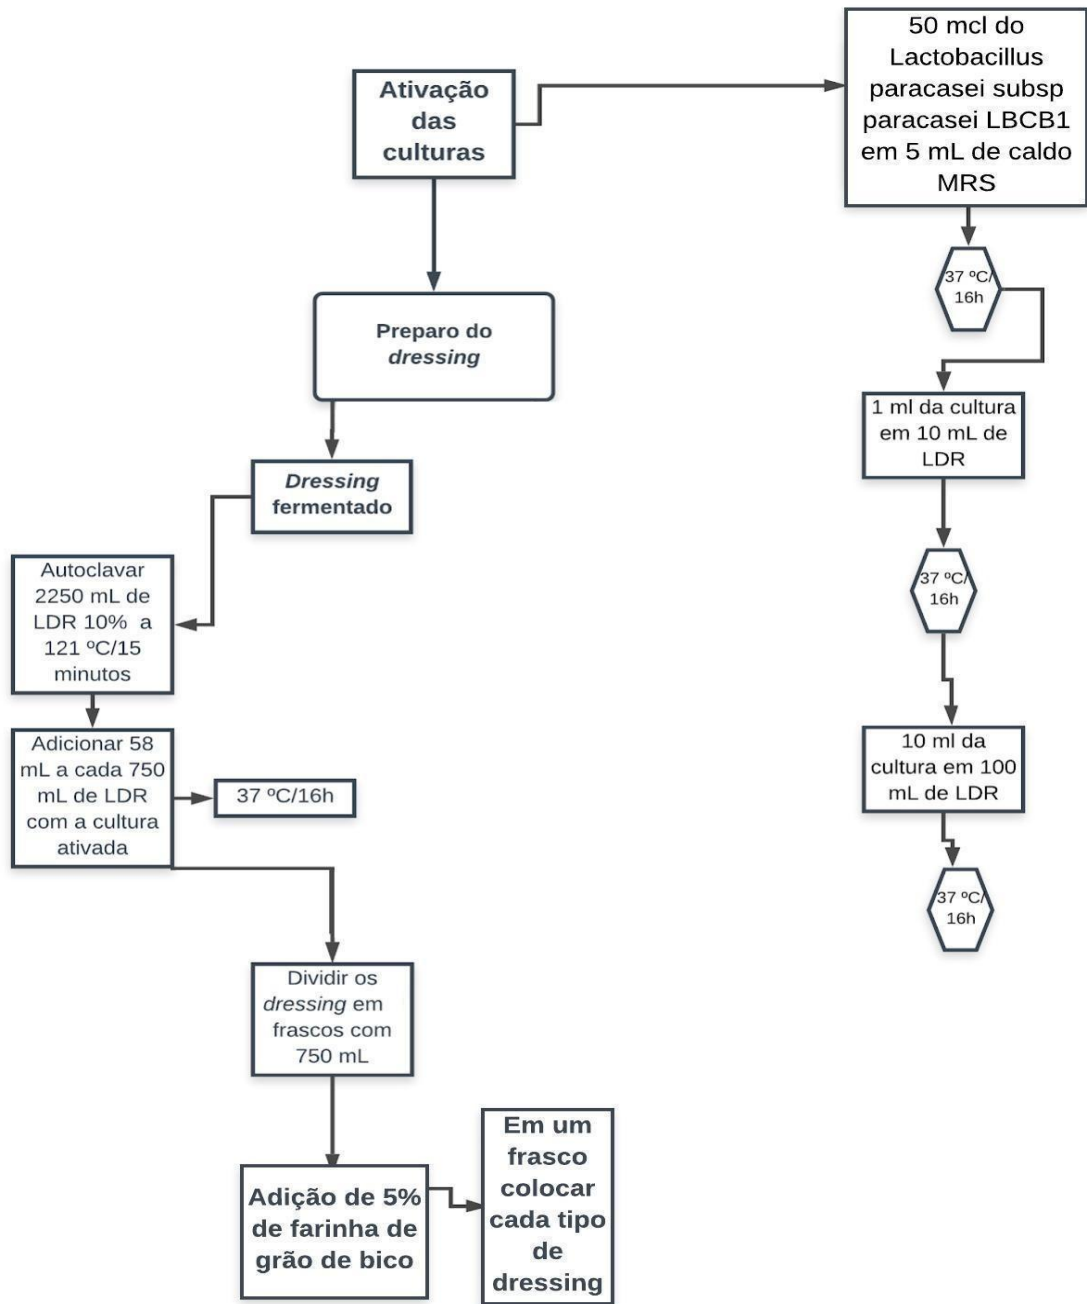 Ativação
das
culturas
50 mcl do
Lactobacillus
paracasei subsp
paracasei LBCB1
em 5 mL de caldo
MRS
37 ºC/
16h
1 ml da cultura
em 10 mL de
LDR
37 ºC/
16h
10 ml da
cultura em 100
mL de LDR
37 ºC/
16h
Preparo do
dressing
Dressing
fermentado
Autoclavar
2250 mL de
LDR 10% a
121 ºC/15
minutos
Adicionar 58
mL a cada 750
mL de LDR
com a cultura
ativada
37 ºC/16h
Dividir os
dressing em
frascos com
750 mL
Adição de 5%
de farinha de
grão de bico
Em um
frasco
colocar
cada tipo
de
dressing